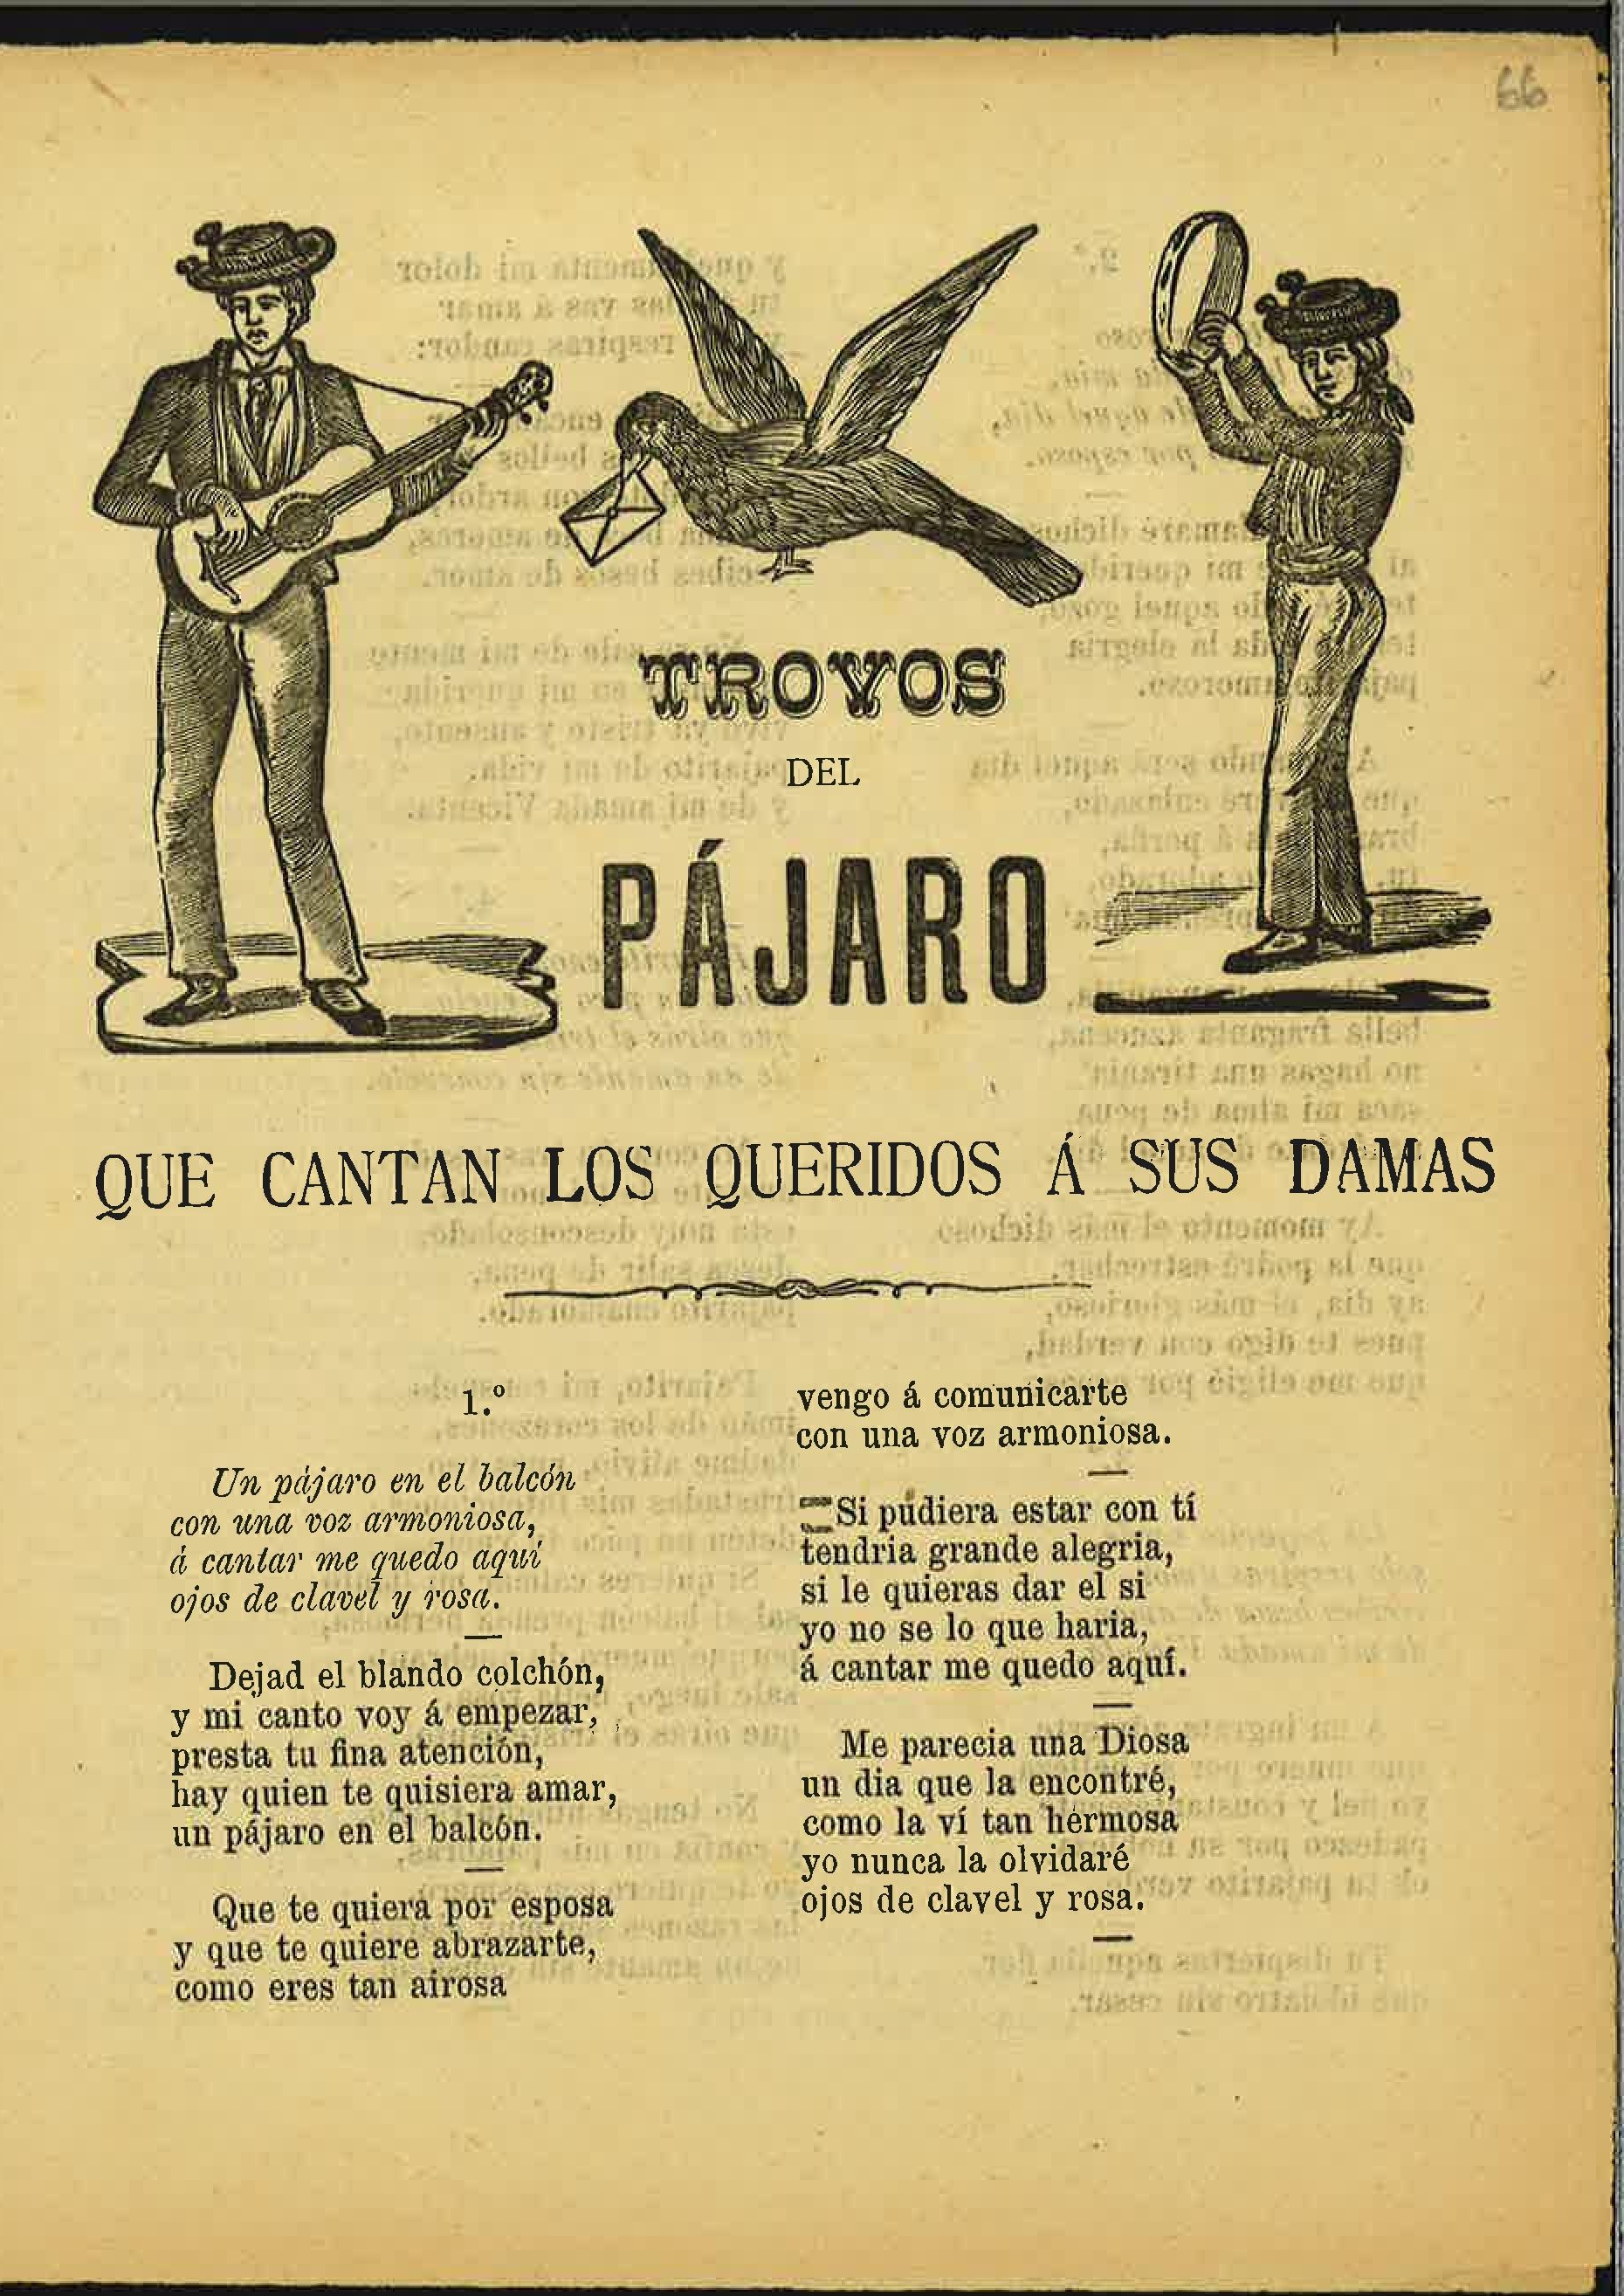 66
TROVOS
DEL
PÁJARO
QUE CANTAN LOS QUERIDOS Á SUS DAMAS
1.º
Un pájaro en el balcón
con una voz armoniosa,
á cantar me quedo aquí
ojos de clavel y rosa.
Dejad el blando colchón,
y mi canto voy á empezar,
presta tu fina atención,
hay quien te quisiera amar,
un pájaro en el balcón.
Que te quiera por esposa
y que te quiere abrazarte,
como eres tan airosa
vengo á comunicarte
con una voz armoniosa.
Si pudiera estar con tí
tendria grande alegria,
si le quieras dar el si
yo no se lo que haria,
á cantar me quedo aquí.
Me parecia una Diosa
un dia que la encontré,
como la ví tan hermosa
yo nunca la olvidaré
ojos de clavel y rosa.